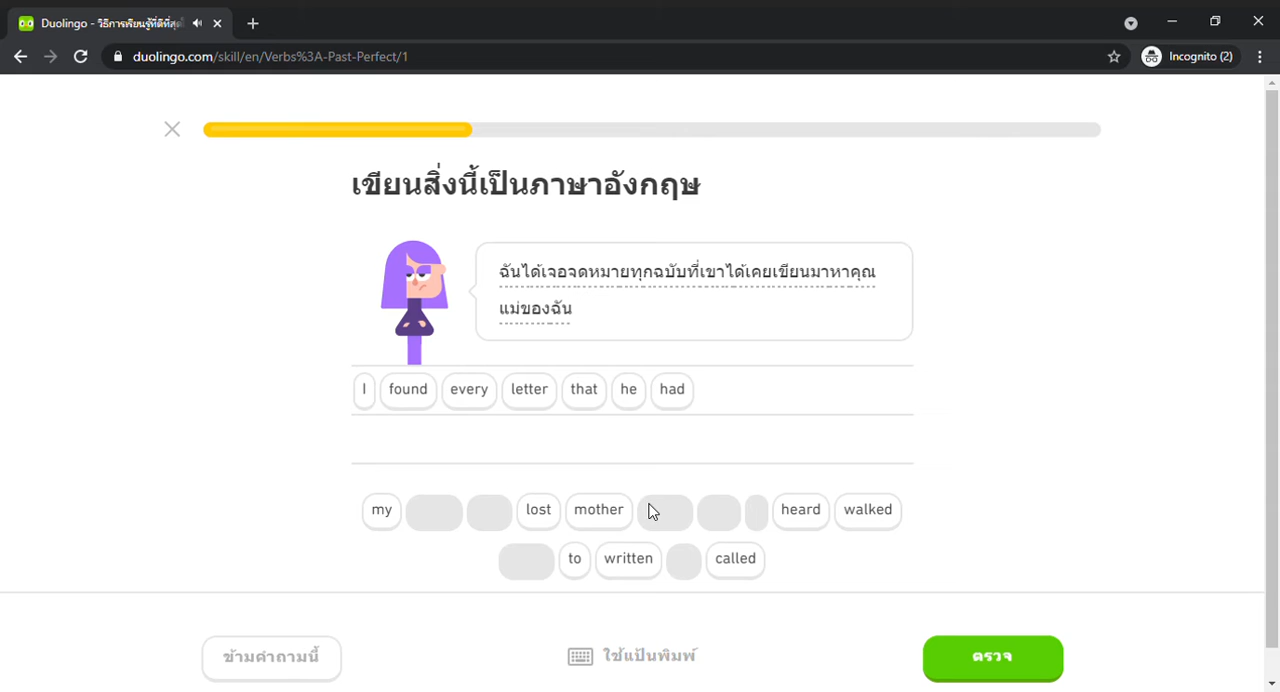 Duolingo - วิธีการเรียนรู้ที่ดีที่สุดใ
duolingo.com/skill/en/Verbs%3A-Past-Perfect/1
Incognito (2)
เขียนสิ่งนี้เป็นภาษาอังกฤษ
ฉันได้เจอจดหมายทุกฉบับที่เขาได้เคยเขียนมาหาคุณ
แม่ของฉัน
I found every letter that he had
my lost mother heard walked
to written called
ข้ามคำถามนี้ ใช้แป้นพิมพ์ ตรวจ